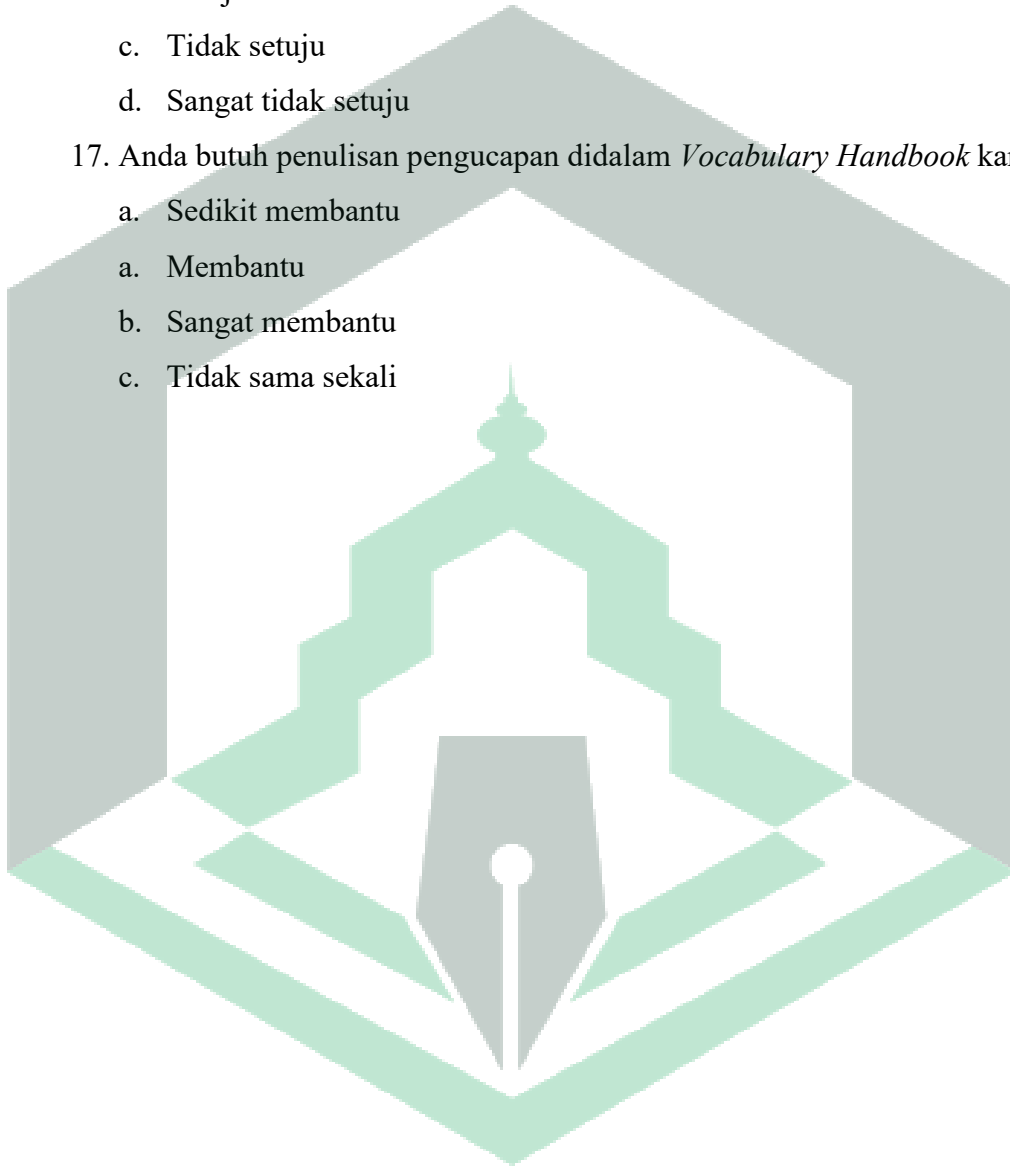 c. Tidak setuju
d. Sangat tidak setuju
17. Anda butuh penulisan pengucapan didalam Vocabulary Handbook
a. Sedikit membantu
a. Membantu
b. Sangat membantu
c. Tidak sama sekali